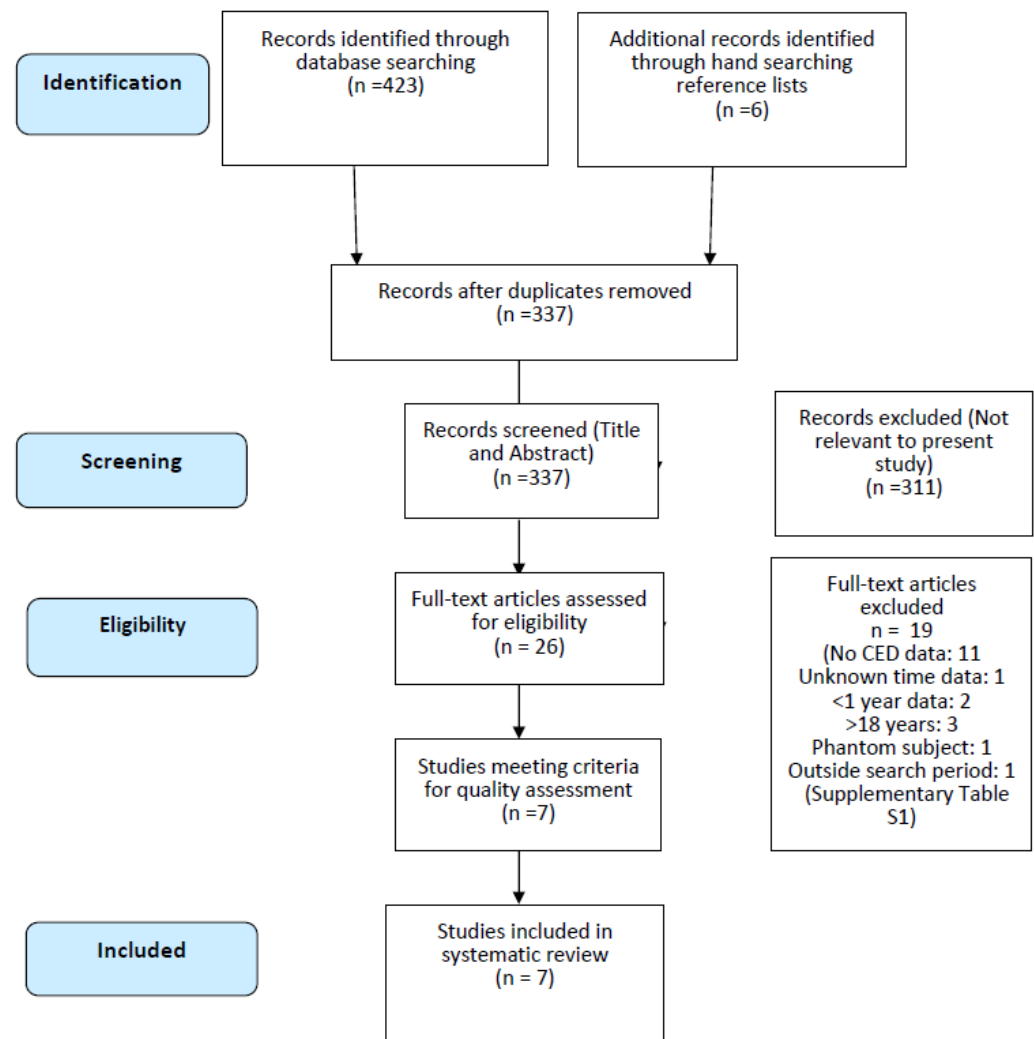 Records identified through
database searching
(n =423)
Additional records identified
through hand searching
reference lists
(n =6)
Identification
Records after duplicates removed
(n =337)
Screening
Records screened (Title
and Abstract)
(n =337)
Records excluded (Not
relevant to present
study)
(n =311)
Eligibility
Full-text articles assessed
for eligibility
(n = 26)
Full-text articles
excluded
n =  19
(No CED data: 11
Unknown time data: 1
<1 year data: 2
>18 years: 3
Phantom subject: 1
Outside search period: 1
(Supplementary Table
S1)
Studies meeting criteria
for quality assessment
(n =7)
Included
Studies included in
systematic review
(n = 7)